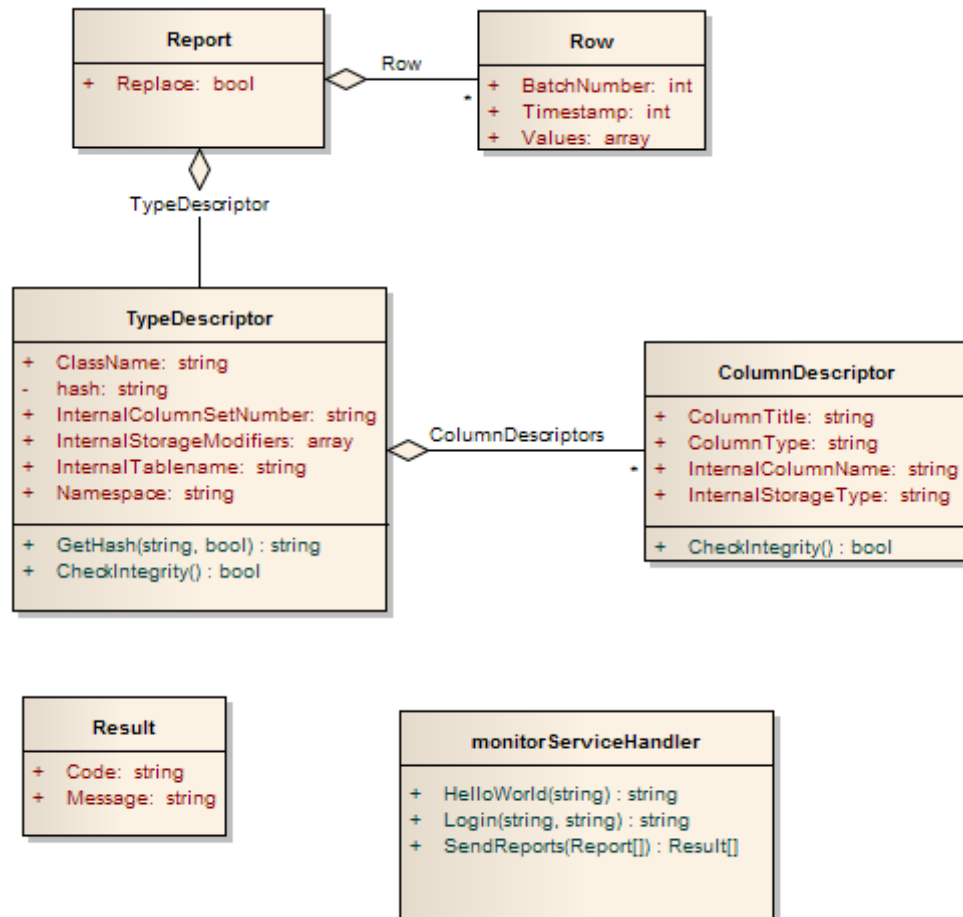 Report
+ Replace: bool
Row
*
Row
+ BatchNumber: int
+ Timestamp: int
+ Values: array
TypeDescriptor
TypeDescriptor
+ ClassName: string
- hash: string
+ InternalColumnSetNumber: string
+ InternalStorageModifiers: array
+ InternalTablename: string
+ Namespace: string
+ GetHash(string, bool) : string
+ CheckIntegrity() : bool
ColumnDescriptors
*
ColumnDescriptor
+ ColumnTitle: string
+ ColumnType: string
+ InternalColumnName: string
+ InternalStorageType: string
+ CheckIntegrity() : bool
Result
+ Code: string
+ Message: string
monitorServiceHandler
+ HelloWorld(string) : string
+ Login(string, string) : string
+ SendReports(Report[]) : Result[]